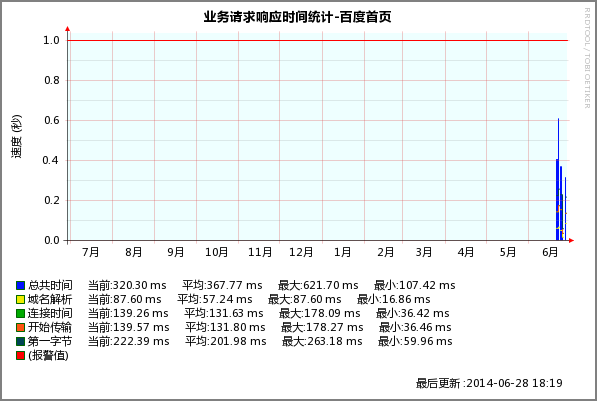 业务请求响应时间统计-百度首页
RRDTOOL / TOBI OETIKER
速度 (秒)
1.0
0.8
0.6
0.4
0.2
0.0
7月 8月 9月 10月 11月 12月 1月 2月 3月 4月 5月 6月
总共时间 当前:320.30 ms 平均:367.77 ms 最大:621.70 ms 最小:107.42 ms
域名解析 当前:87.60 ms 平均:57.24 ms 最大:87.60 ms 最小:16.86 ms
连接时间 当前:139.26 ms 平均:131.63 ms 最大:178.09 ms 最小:36.42 ms
开始传输 当前:139.57 ms 平均:131.80 ms 最大:178.27 ms 最小:36.46 ms
第一字节 当前:222.39 ms 平均:201.98 ms 最大:263.18 ms 最小:59.96 ms
(报警值)
最后更新 :2014-06-28 18:19